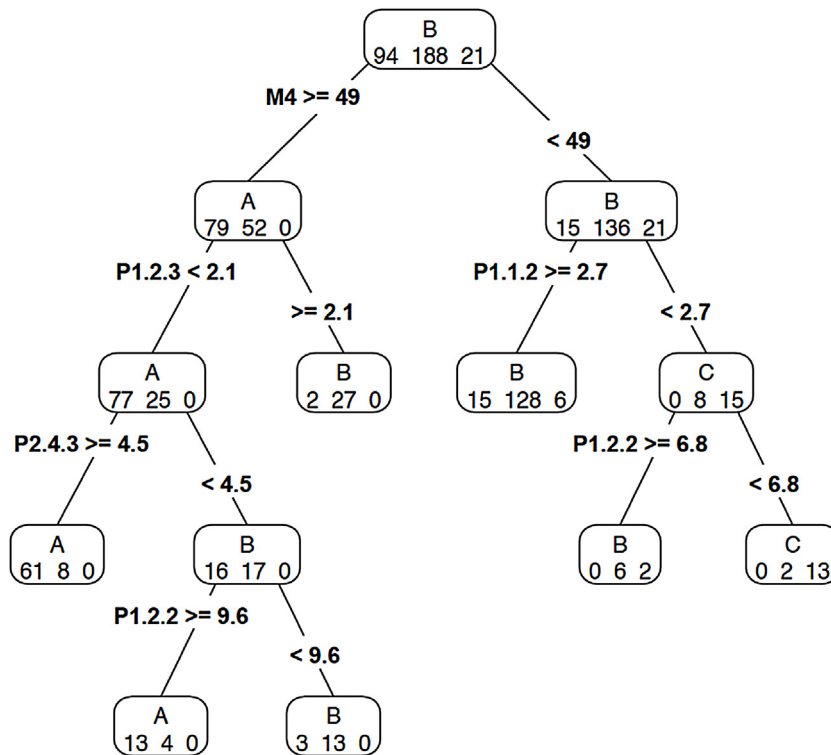 B
94 188 21
M4 >= 49
< 49
A
79 52 0
B
15 136 21
P1.2.3 < 2.1
>= 2.1
P1.1.2 >= 2.7
< 2.7
A
77 25 0
B
2 27 0
B
15 128 6
C
0 8 15
P2.4.3 >= 4.5
< 4.5
P1.2.2 >= 6.8
< 6.8
A
61 8 0
B
16 17 0
B
0 6 2
C
0 2 13
P1.2.2 >= 9.6
< 9.6
A
13 4 0
B
3 13 0